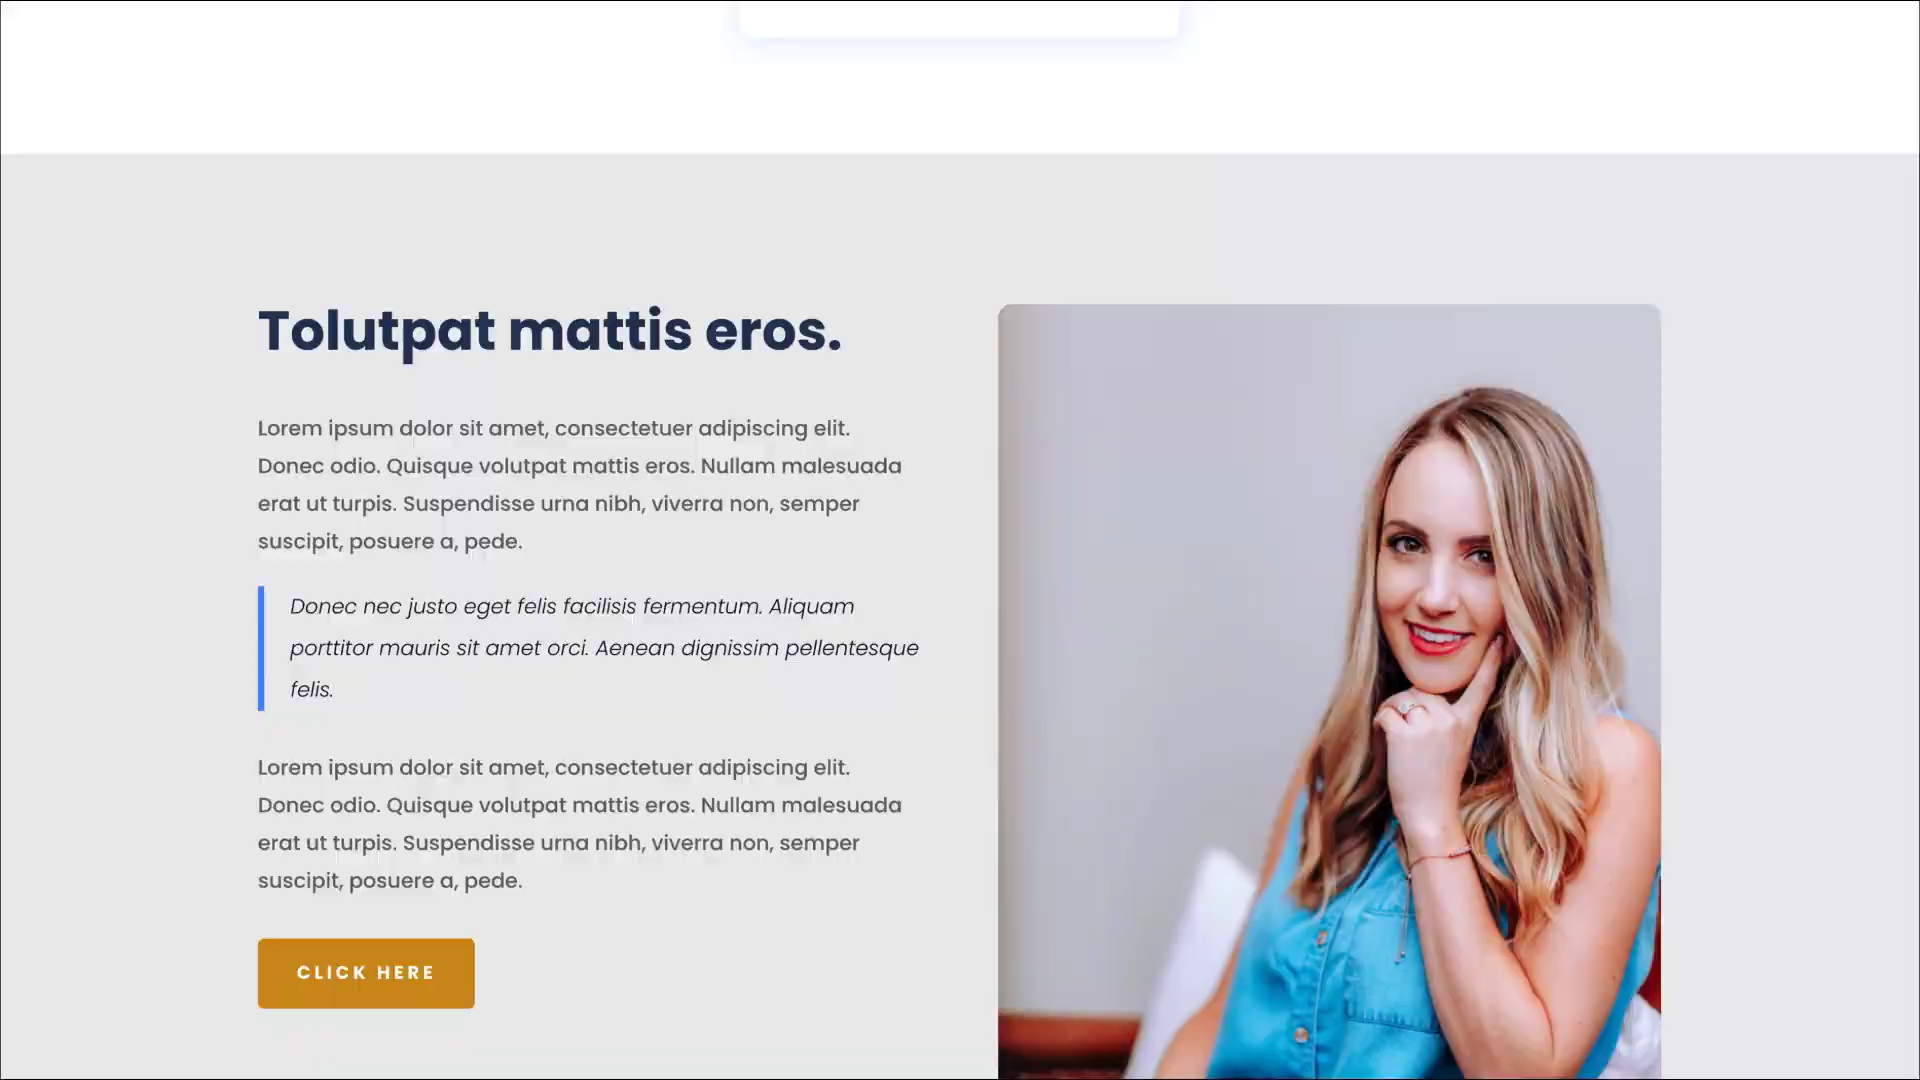 Tolutpat mattis eros.
Lorem ipsum dolor sit amet, consectetuer adipiscing elit.
Donec odio. Quisque volutpat mattis eros. Nullam malesuada
erat ut turpis. Suspendisse urna nibh, viverra non, semper
suscipit, posuere a, pede.
Donec nec justo eget felis facilisis fermentum. Aliquam
porttitor mauris sit amet orci. Aenean dignissim pellentesque
felis.
Lorem ipsum dolor sit amet, consectetuer adipiscing elit.
Donec odio. Quisque volutpat mattis eros. Nullam malesuada
erat ut turpis. Suspendisse urna nibh, viverra non, semper
suscipit, posuere a, pede.
CLICK HERE